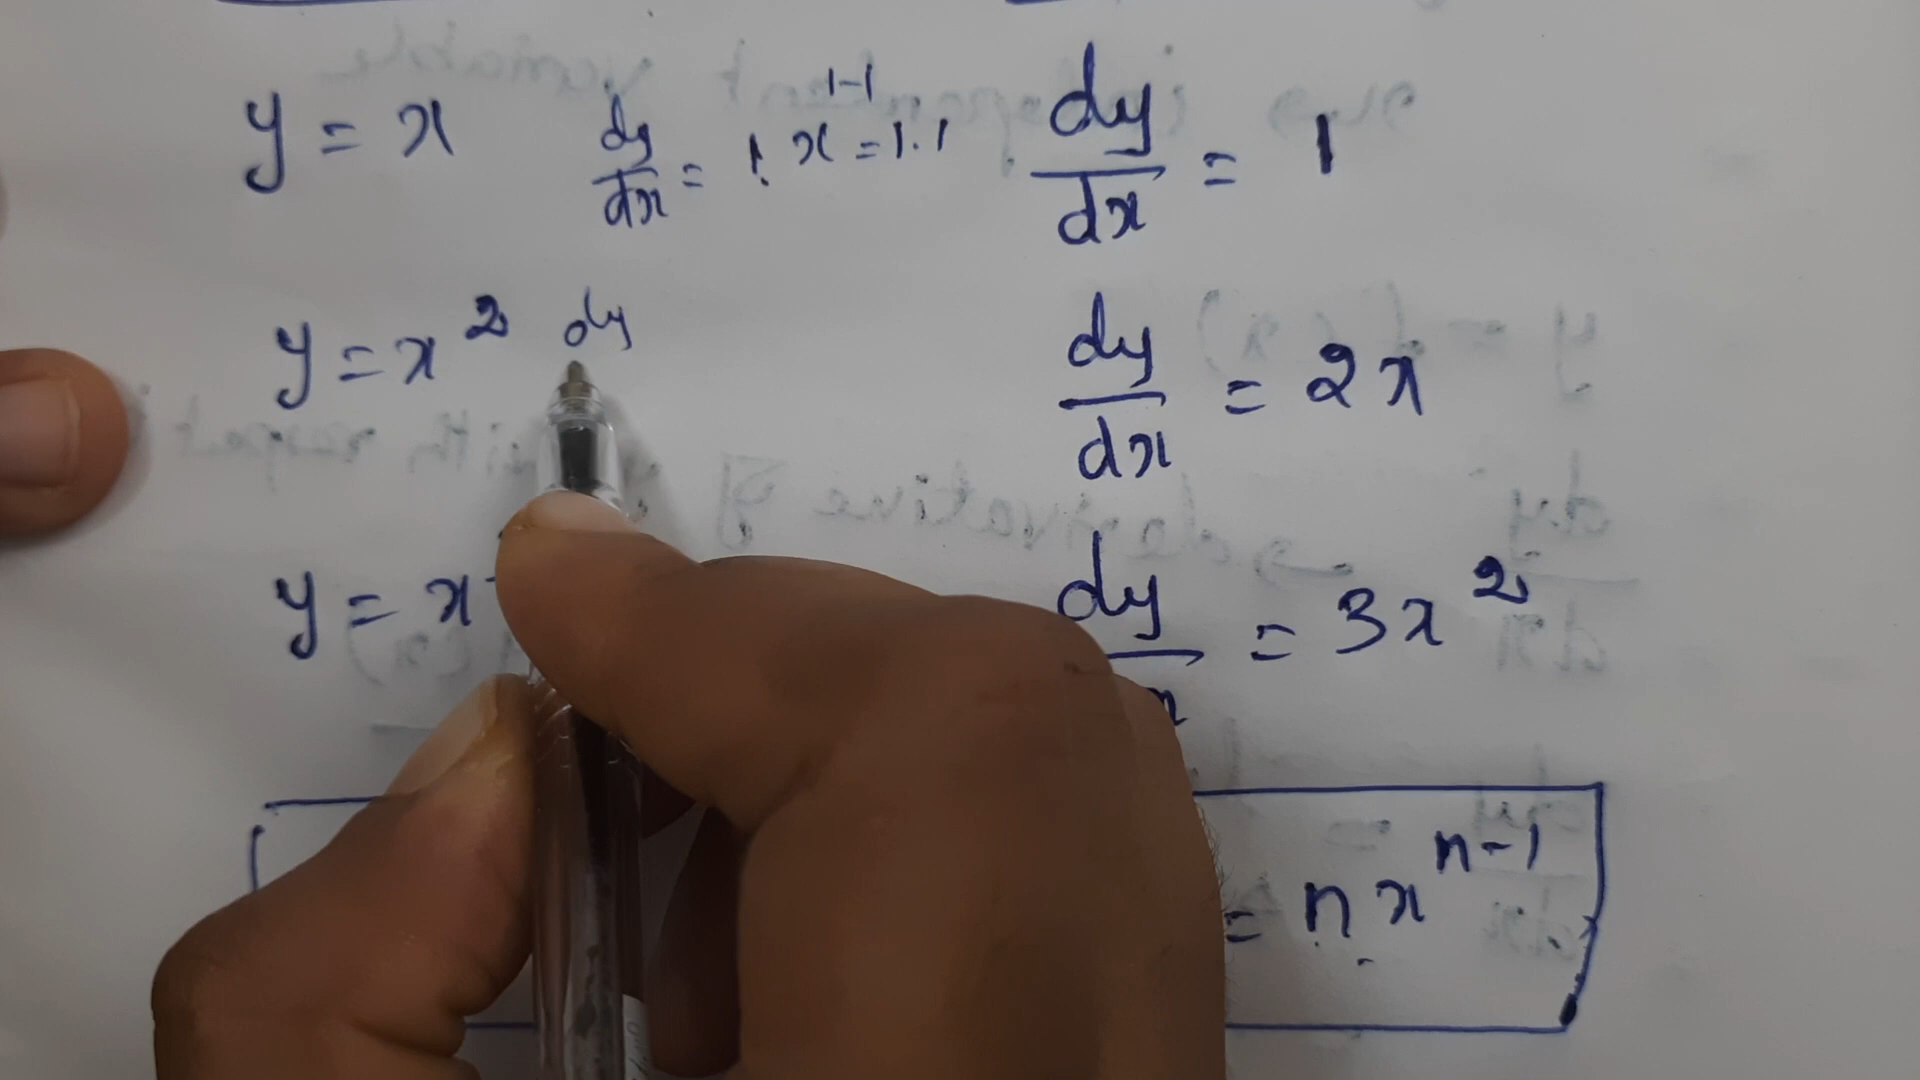 y = x dy/dx = 1. x^1-1 = 1.1 dy/dx = 1
y = x^2 dy dy/dx = 2x
y = x dy = 3x^2
= n x^n-1